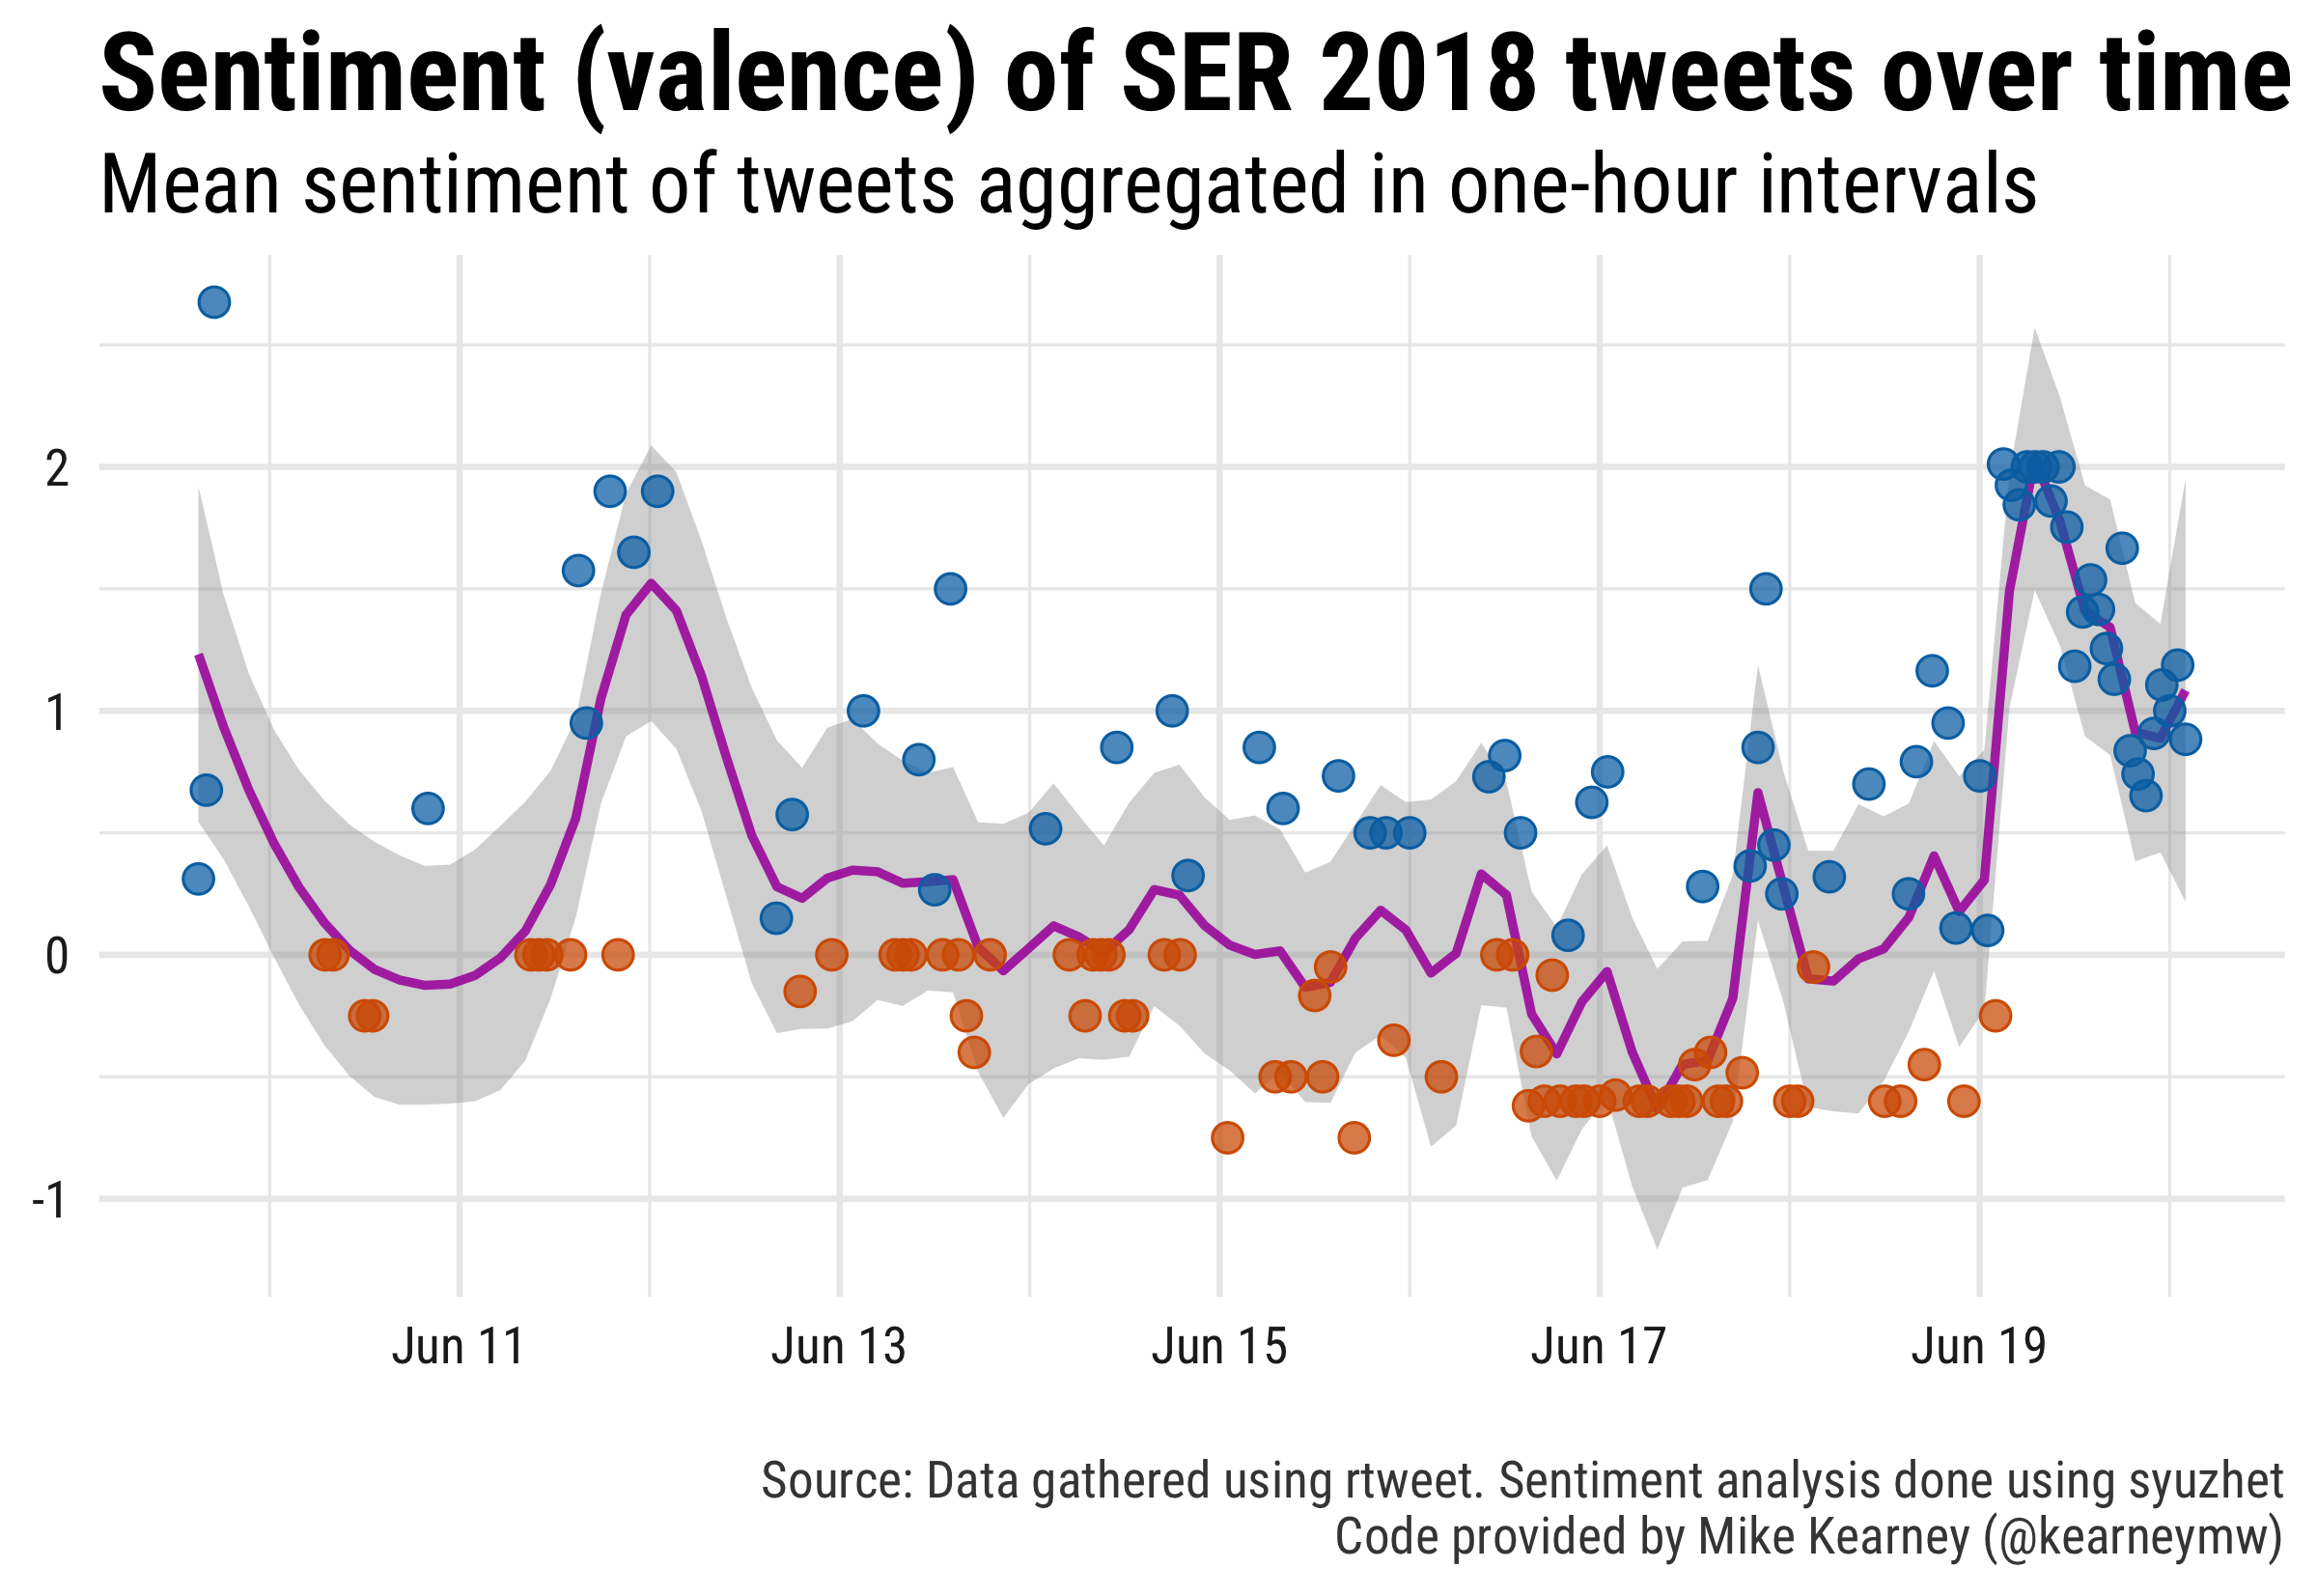 Sentiment (valence) of SER 2018 tweets over time
Mean sentiment of tweets aggregated in one-hour intervals
2
1
0
-1
Jun 11 Jun 13 Jun 15 Jun 17 Jun 19
Source: Data gathered using rtweet. Sentiment analysis done using syuzhet
Code provided by Mike Kearney (@kearneymw)